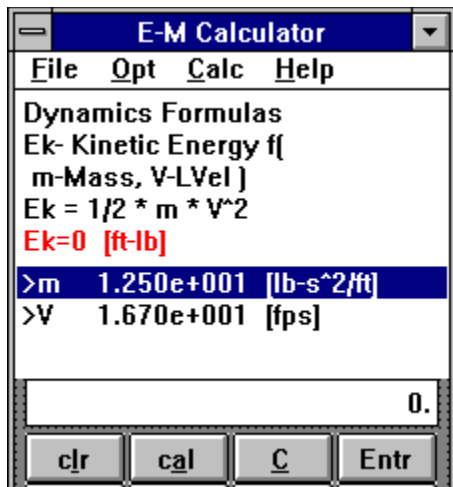 E-M Calculator
File Opt Calc Help
Dynamics Formulas
Ek- Kinetic Energy f(
m-Mass, V-LVel )
Ek = 1/2 * m * V^2
Ek=0 [ft-lb]
>m 1.250e+001 [lb-s^2/ft]
>V 1.670e+001 [fps]
0.
clr cal C Entr